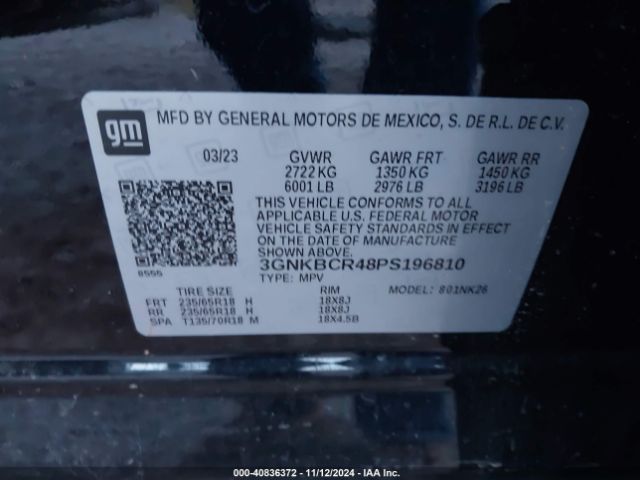 gm
MFD BY GENERAL MOTORS DE MEXICO, S. DE R.L. DE C.V.
03/23 GVWR GAWR FRT GAWR RR
2722 KG 1350 KG 1450 KG
6001 LB 2976 LB 3196 LB
THIS VEHICLE CONFORMS TO ALL
APPLICABLE U.S. FEDERAL MOTOR
VEHICLE SAFETY STANDARDS IN EFFECT
ON THE DATE OF MANUFACTURE
SHOWN ABOVE.
3GNKBCR48PS196810
8555 TYPE: MPV MODEL: 801NK26
TIRE SIZE RIM
FRT 235/65R18 H 18X8J
RR 235/65R18 H 18X8J
SPA T135/70R18 M 18X4.5B
000-40836372 - 11/12/2024 - IAA Inc.